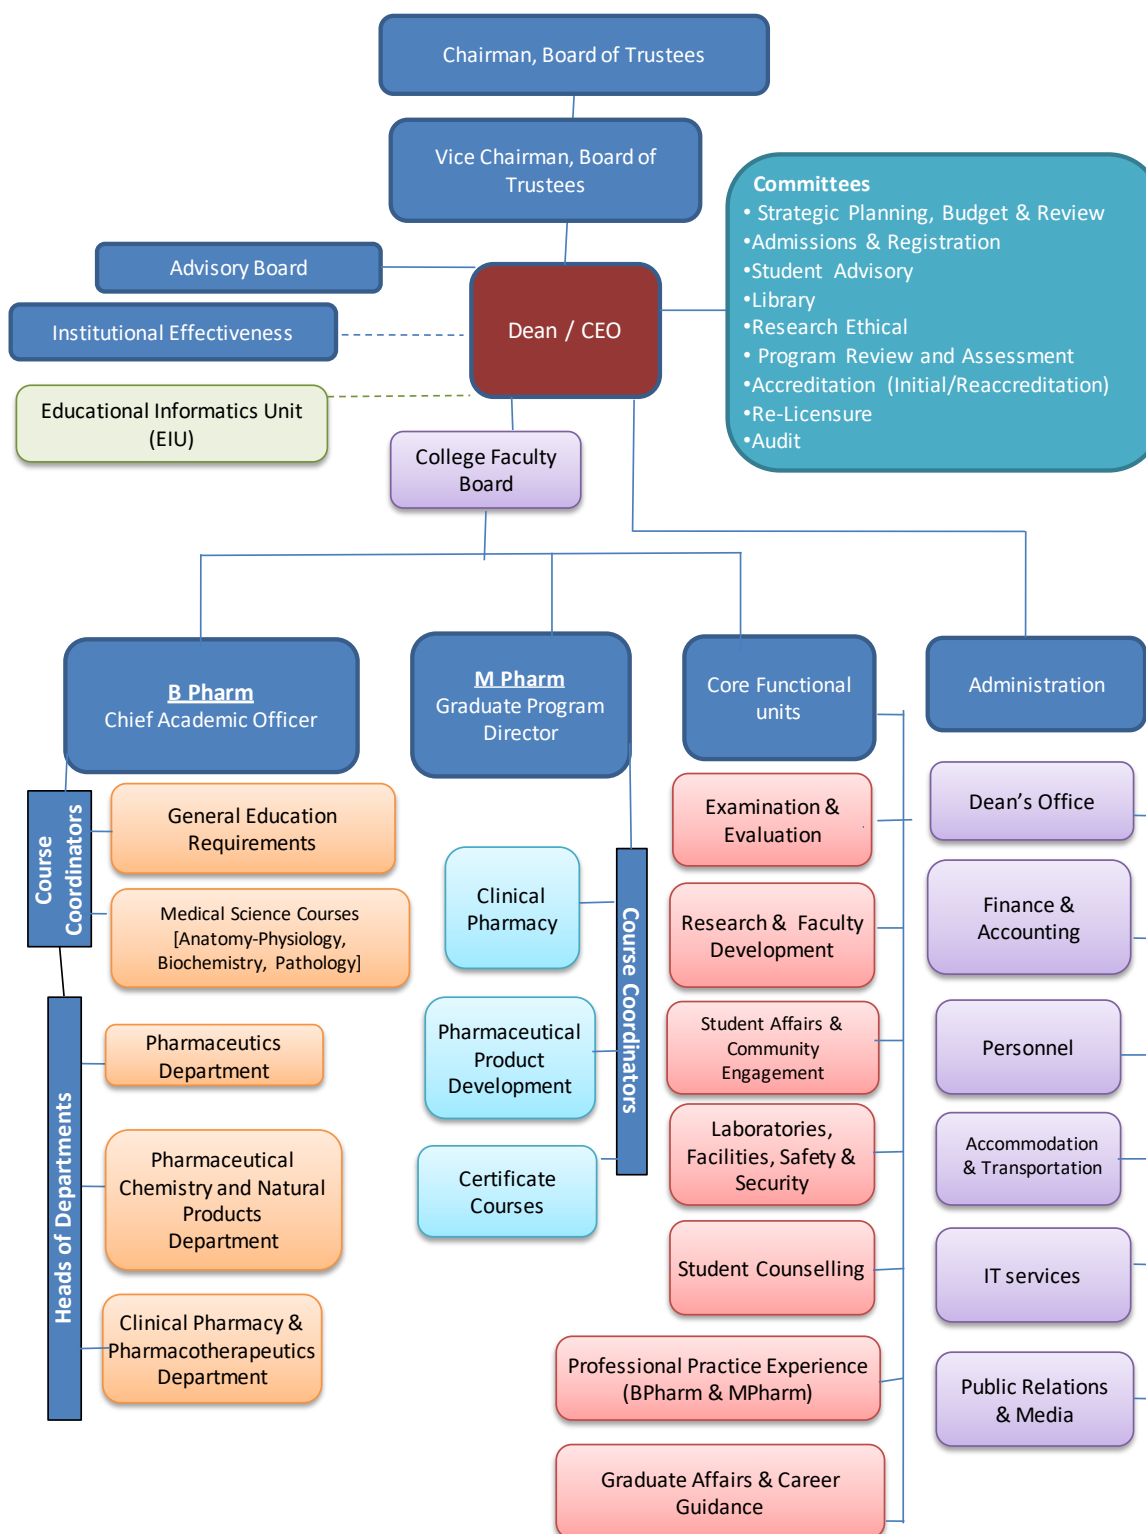 Chairman, Board of Trustees
Vice Chairman, Board of
Trustees
Committees
• Strategic Planning, Budget & Review
•Admissions & Registration
•Student Advisory
•Library
•Research Ethical
• Program Review and Assessment
•Accreditation (Initial/Reaccreditation)
•Re-Licensure
•Audit
Advisory Board
Institutional Effectiveness
Dean / CEO
Educational Informatics Unit
(EIU)
College Faculty
Board
B Pharm
Chief Academic Officer
M Pharm
Graduate Program
Director
Core Functional
units
Administration
Course
Coordinators
General Education
Requirements
Medical Science Courses
[Anatomy-Physiology,
Biochemistry, Pathology]
Heads of Departments
Pharmaceutics
Department
Pharmaceutical
Chemistry and Natural
Products
Department
Clinical Pharmacy &
Pharmacotherapeutics
Department
Clinical
Pharmacy
Pharmaceutical
Product
Development
Certificate
Courses
Course Coordinators
Examination &
Evaluation
Research & Faculty
Development
Student Affairs &
Community
Engagement
Laboratories,
Facilities, Safety &
Security
Student Counselling
Professional Practice Experience
(BPharm & MPharm)
Graduate Affairs & Career
Guidance
Dean’s Office
Finance &
Accounting
Personnel
Accommodation
& Transportation
IT services
Public Relations
& Media